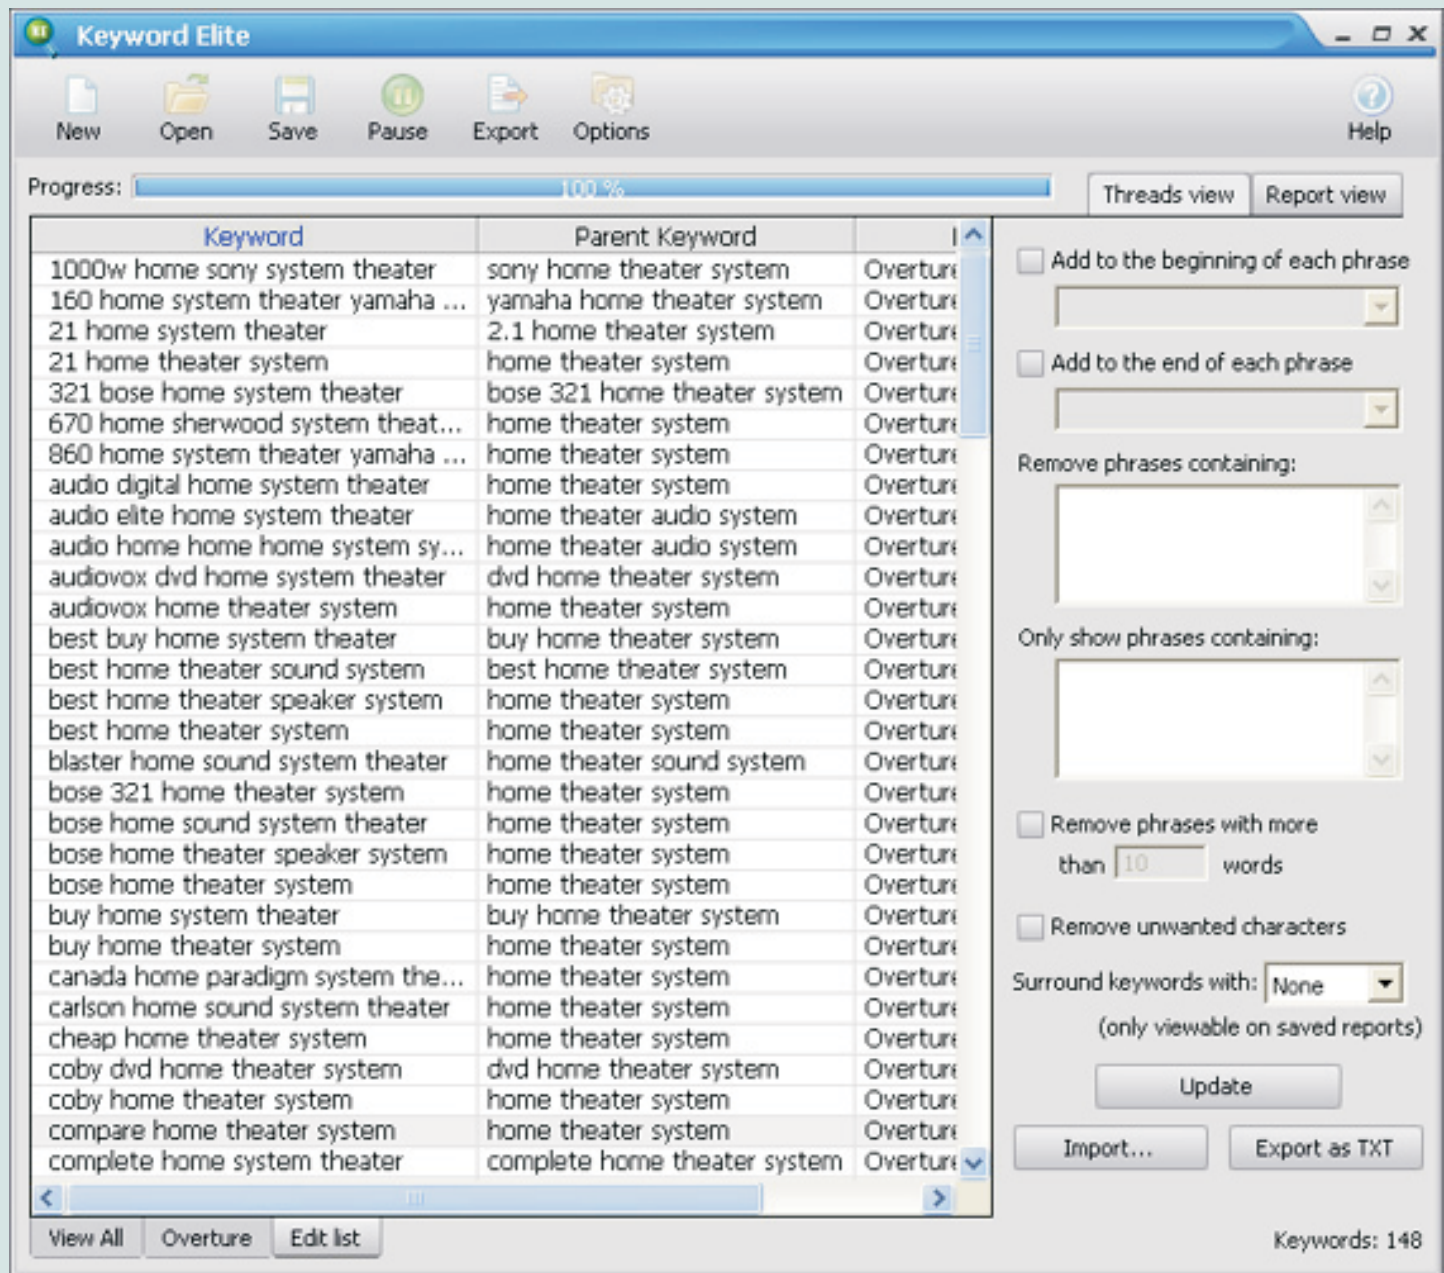 Keyword Elite
New Open Save Pause Export Options Help
Progress: 100 % Threads view Report view
Keyword Parent Keyword
1000w home sony system theater sony home theater system Overture
160 home system theater yamaha ... yamaha home theater system Overture
21 home system theater 2.1 home theater system Overture
21 home theater system home theater system Overture
321 bose home system theater bose 321 home theater system Overture
670 home sherwood system theat... home theater system Overture
860 home system theater yamaha ... home theater system Overture
audio digital home system theater home theater system Overture
audio elite home system theater home theater audio system Overture
audio home home home system sy... home theater audio system Overture
audiovox dvd home system theater dvd home theater system Overture
audiovox home theater system home theater system Overture
best buy home system theater buy home theater system Overture
best home theater sound system best home theater system Overture
best home theater speaker system home theater system Overture
best home theater system home theater system Overture
blaster home sound system theater home theater sound system Overture
bose 321 home theater system home theater system Overture
bose home sound system theater home theater system Overture
bose home theater speaker system home theater system Overture
bose home theater system home theater system Overture
buy home system theater buy home theater system Overture
buy home theater system home theater system Overture
canada home paradigm system the... home theater system Overture
carlson home sound system theater home theater system Overture
cheap home theater system home theater system Overture
coby dvd home theater system dvd home theater system Overture
coby home theater system home theater system Overture
compare home theater system home theater system Overture
complete home system theater complete home theater system Overture
View All Overture Edit list
Add to the beginning of each phrase
Add to the end of each phrase
Remove phrases containing:
Only show phrases containing:
Remove phrases with more
than 10 words
Remove unwanted characters
Surround keywords with: None
(only viewable on saved reports)
Update
Import... Export as TXT
Keywords: 148